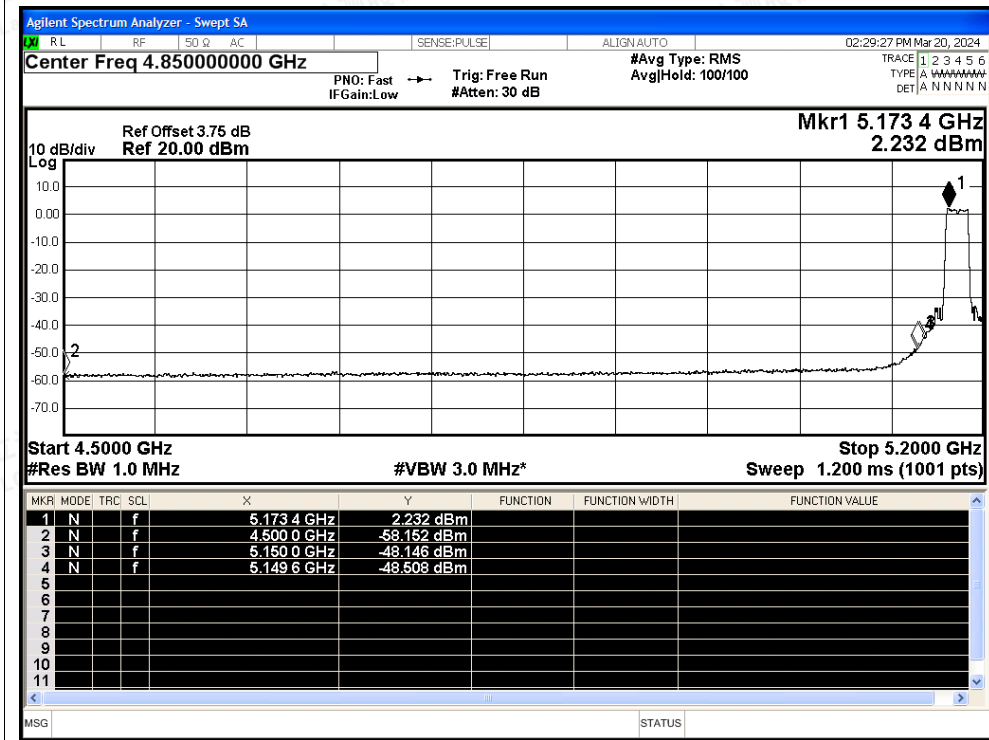 Agilent Spectrum Analyzer - Swept SA
LXI RL RF 50 Ω AC SENSE:PULSE ALIGNAUTO 02:29:27 PM Mar 20, 2024
Center Freq 4.850000000 GHz
PNO: Fast
IFGain:Low
Trig: Free Run
#Atten: 30 dB
#Avg Type: RMS
Avg|Hold: 100/100
TRACE 1 2 3 4 5 6
TYPE A WWWWW
DET A N N N N N
Mkr1 5.173 4 GHz
2.232 dBm
Ref Offset 3.75 dB
10 dB/div Ref 20.00 dBm
Log
10.0
0.00
-10.0
-20.0
-30.0
-40.0
-50.0
-60.0
-70.0
1
2
Start 4.5000 GHz Stop 5.2000 GHz
#Res BW 1.0 MHz #VBW 3.0 MHz* Sweep 1.200 ms (1001 pts)
MKR MODE TRC SCL X Y FUNCTION FUNCTION WIDTH FUNCTION VALUE
1 N f 5.173 4 GHz 2.232 dBm
2 N f 4.500 0 GHz -58.152 dBm
3 N f 5.150 0 GHz -48.146 dBm
4 N f 5.149 6 GHz -48.508 dBm
5
6
7
8
9
10
11
MSG STATUS